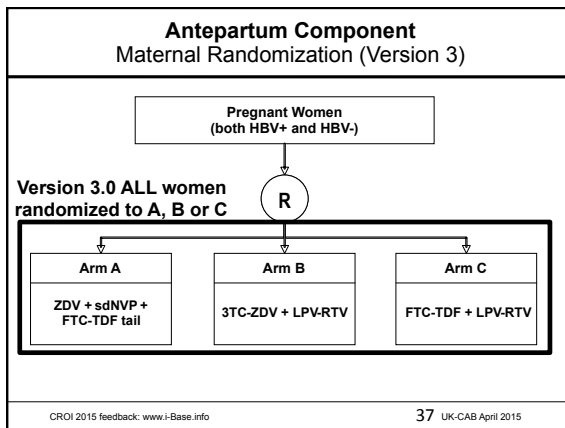 Antepartum Component
Maternal Randomization (Version 3)
Pregnant Women
(both HBV+ and HBV-)
Version 3.0 ALL women
randomized to A, B or C
R
Arm A
ZDV + sdNVP +
FTC-TDF tail
Arm B
3TC-ZDV + LPV-RTV
Arm C
FTC-TDF + LPV-RTV
CROI 2015 feedback: www.i-Base.info
37 UK-CAB April 2015